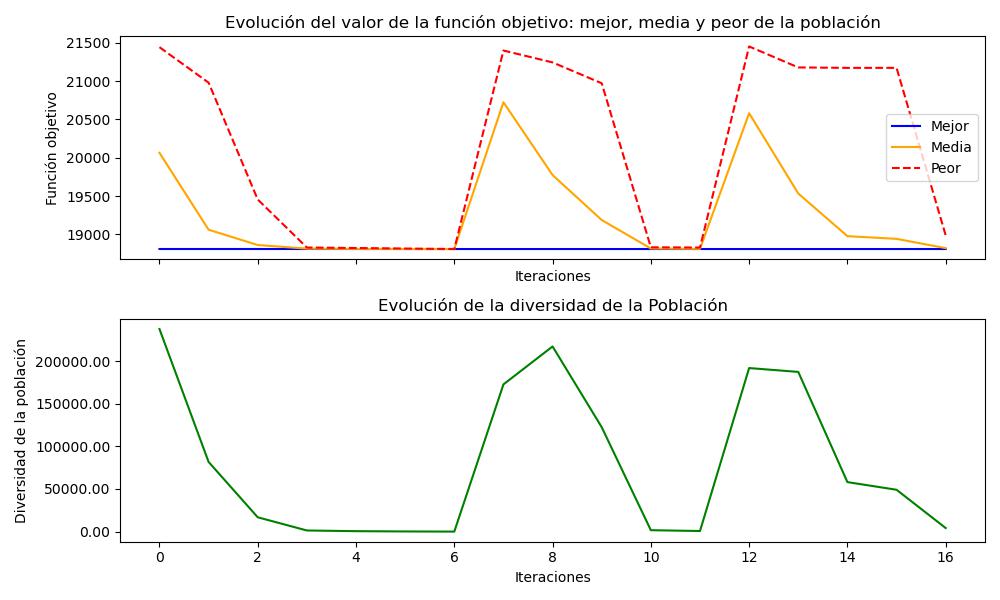 Evolución del valor de la función objetivo: mejor, media y peor de la población
21500
21000
20500
20000
19500
19000
Función objetivo
Mejor
Media
Peor
Iteraciones
Evolución de la diversidad de la Población
200000.00
150000.00
100000.00
50000.00
0.00
Diversidad de la población
0 2 4 6 8 10 12 14 16
Iteraciones